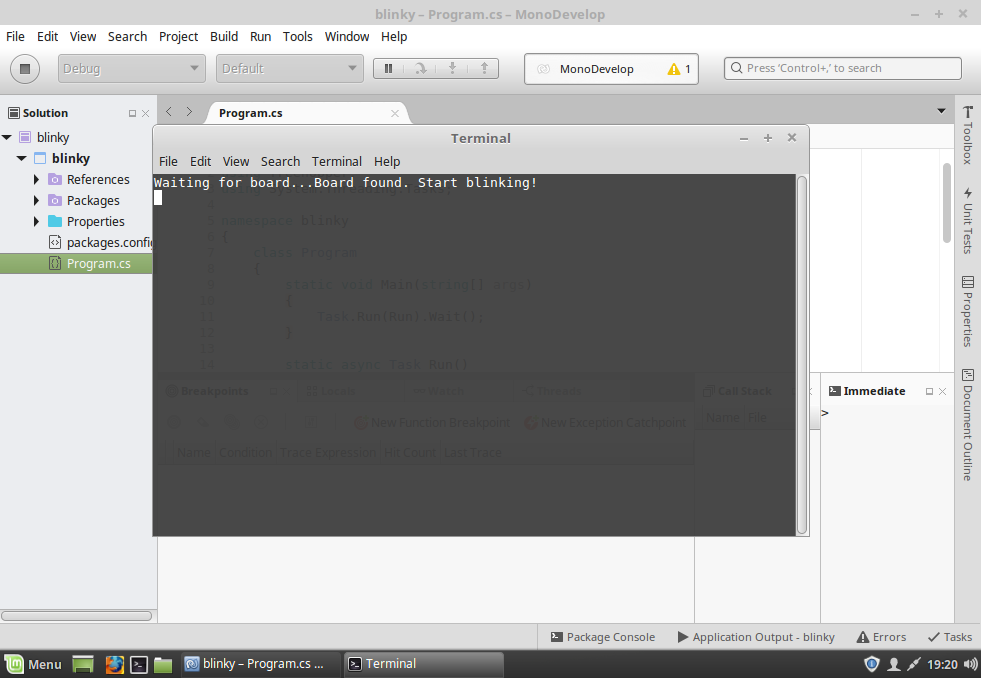 blinky – Program.cs – MonoDevelop
File Edit View Search Project Build Run Tools Window Help
Debug
Default
MonoDevelop
1
Press ‘Control+,’ to search
Solution
Program.cs
blinky
blinky
References
Packages
Properties
packages.config
Program.cs
Terminal
File Edit View Search Terminal Help
Waiting for board...Board found. Start blinking!
4
5 namespace blinky
6 {
7 class Program
8 {
9 static void Main(string[] args)
10 {
11 Task.Run(Run).Wait();
12 }
13
14 static async Task Run()
Breakpoints
Locals
Watch
Threads
New Function Breakpoint
New Exception Catchpoint
Name Condition Trace Expression Hit Count Last Trace
Call Stack
Name File
Immediate
>
Toolbox
Unit Tests
Properties
Document Outline
Package Console
Application Output - blinky
Errors
Tasks
Menu
blinky – Program.cs ...
Terminal
19:20